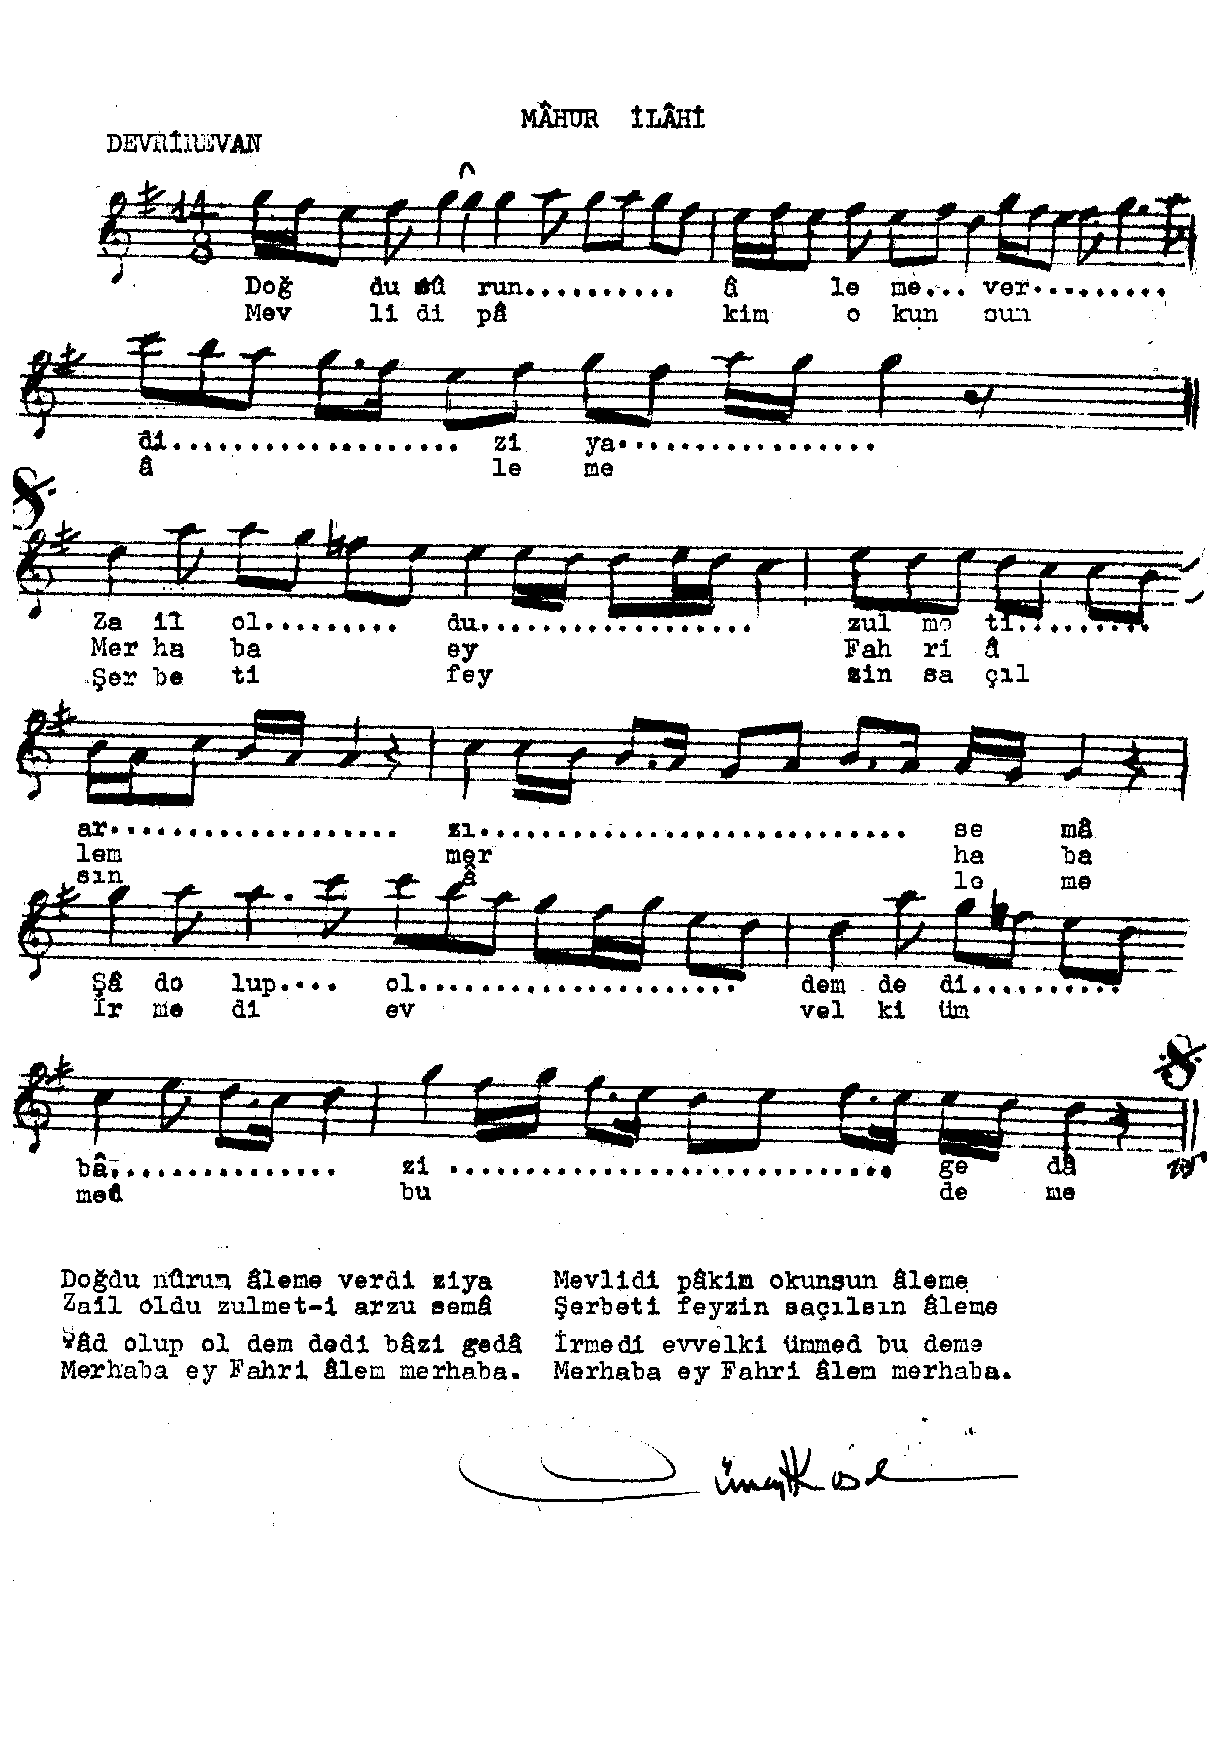 MÂHUR İLÂHİ
DEVRİREVAN
14
8
Doğ du nû run.......... â le me... ver.........
Mev li di pâ kim o kun sun
di................... zi ya.................
â le me
Za il ol......... du.................. zul me ti.........
Mer ha ba ey Fah ri â
Şer be ti fey zin sa çıl
ar................... zı............................ se mâ
lem mer ha ba
sın â le me
Şâ do lup.... ol..................... dem de di..........
İr me di ev vel ki üm
bâ............... zi ............................. ge dâ
med bu de me
Doğdu nûrun âleme verdi ziya Mevlidi pâkim okunsun âleme
Zail oldu zulmet-i arzu semâ Şerbeti feyzin saçılsın âleme
Şâd olup ol dem dedi bâzi gedâ İrmedi evvelki ümmed bu deme
Merhaba ey Fahri âlem merhaba. Merhaba ey Fahri âlem merhaba.